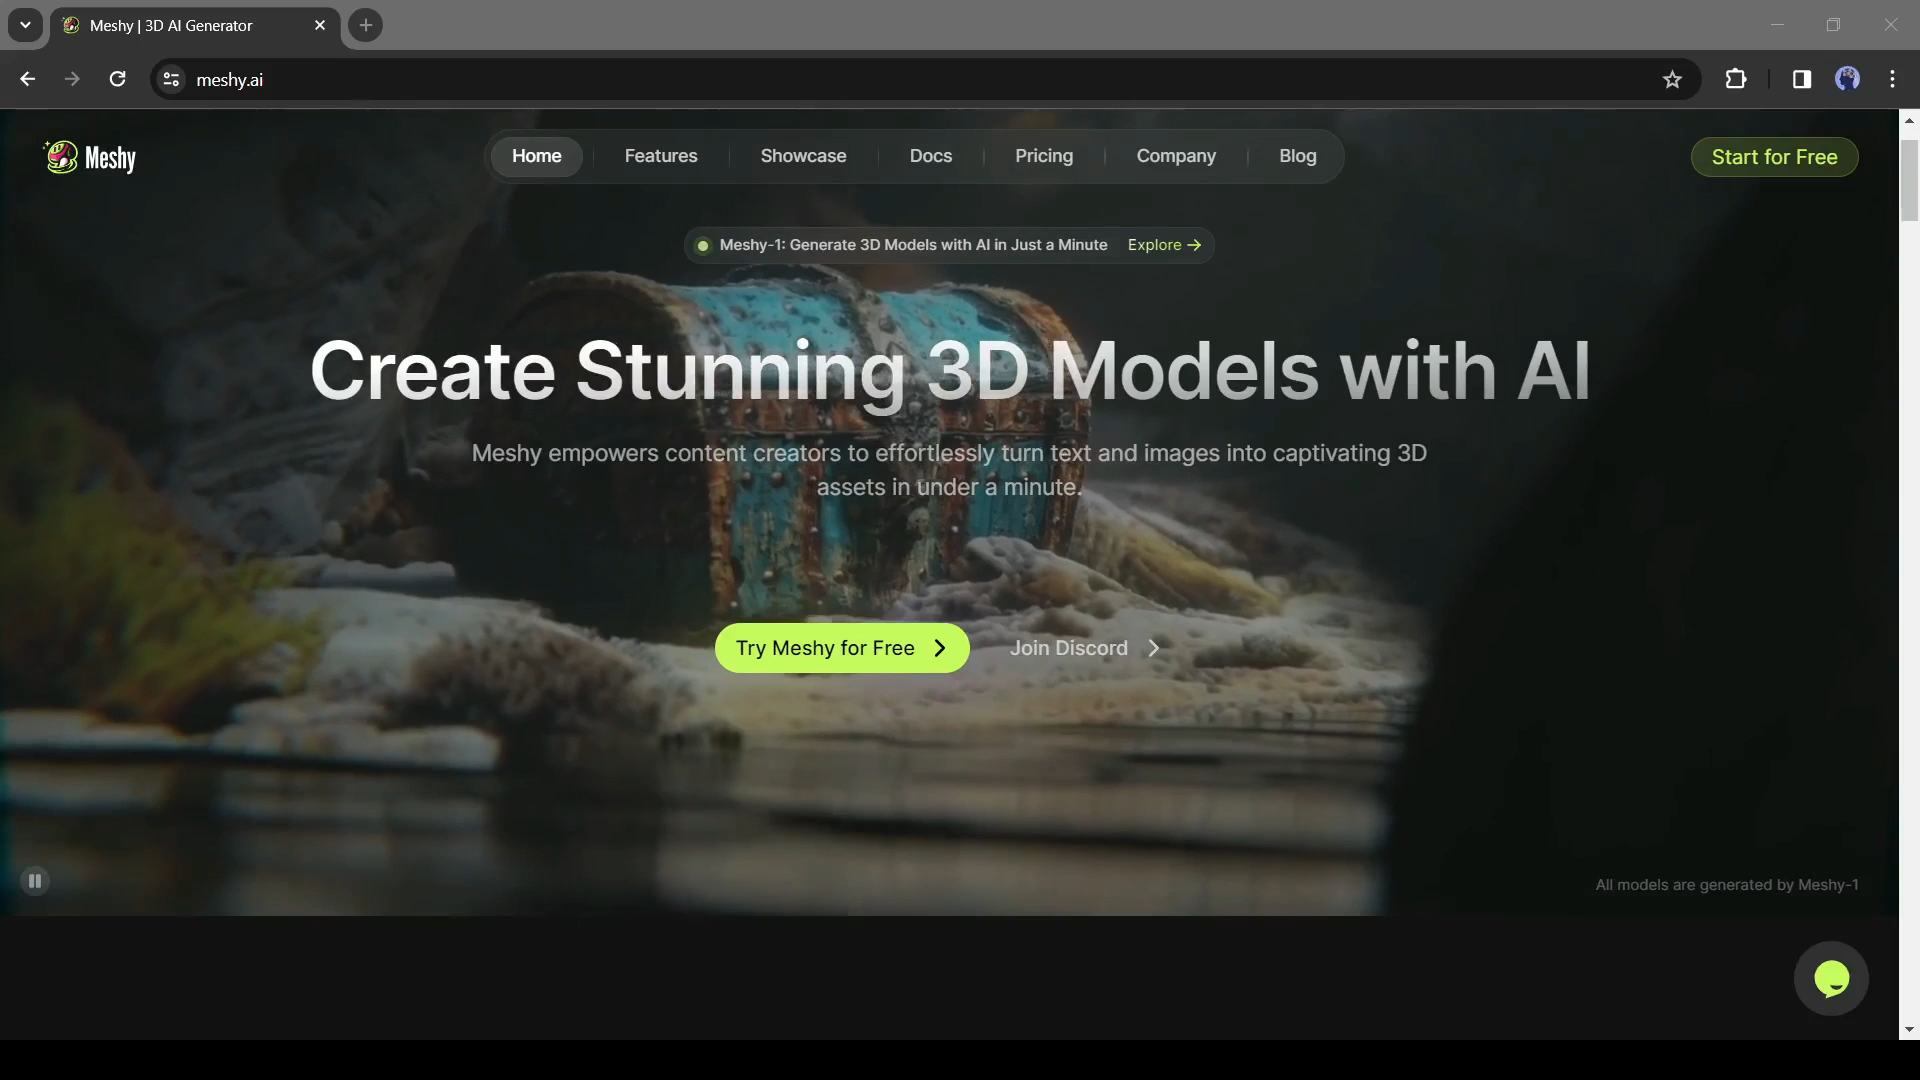 Meshy | 3D AI Generator
meshy.ai
Meshy
Home
Features
Showcase
Docs
Pricing
Company
Blog
Start for Free
Meshy-1: Generate 3D Models with AI in Just a Minute Explore →
Create Stunning 3D Models with AI
Meshy empowers content creators to effortlessly turn text and images into captivating 3D
assets in under a minute.
Try Meshy for Free
Join Discord
All models are generated by Meshy-1